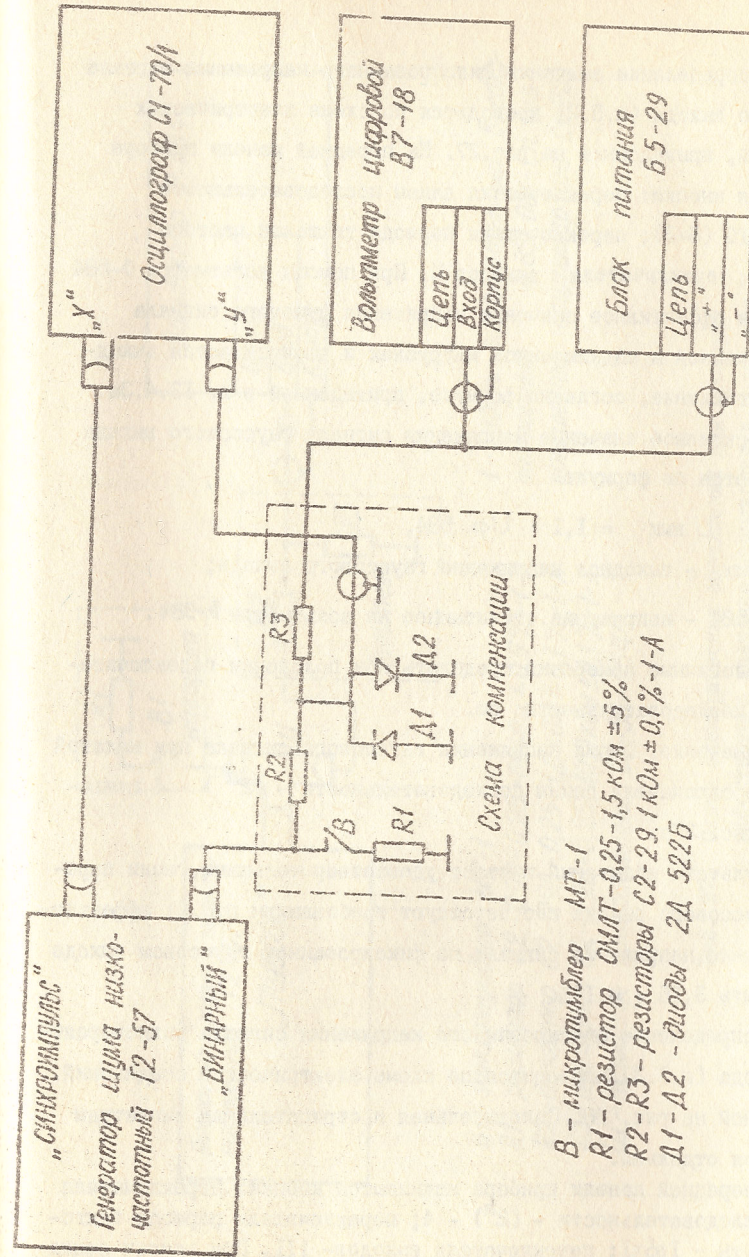 „СИНХРОИМПУЛЬС“
Генератор шума низко-
частотный Г2-57
„БИНАРНЫЙ“
„X“
Осциллограф С1-70/1
„У“
R2
R3
В
R1
Д1
Д2
Схема компенсации
Вольтметр цифровой
В7-18
Цепь
Вход
Корпус
Блок питания
Б5-29
Цепь
„+“
„-“
В – микротумблер МТ-1
R1 – резистор ОМЛТ-0,25-1,5 кОм ±5%
R2-R3 – резисторы С2-29.1 кОм ±0,1%-1-А
Д1-Д2 – диоды 2Д 522Б